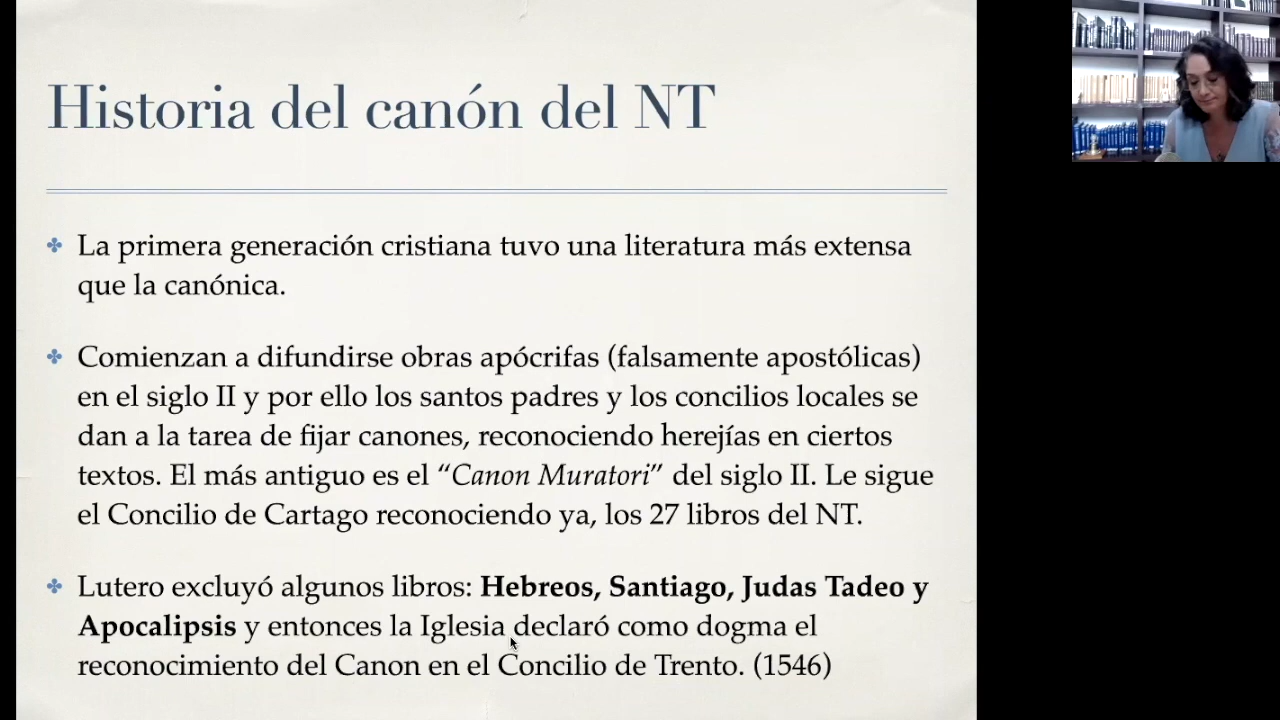 Historia del canón del NT
La primera generación cristiana tuvo una literatura más extensa
que la canónica.
Comienzan a difundirse obras apócrifas (falsamente apostólicas)
en el siglo II y por ello los santos padres y los concilios locales se
dan a la tarea de fijar canones, reconociendo herejías en ciertos
textos. El más antiguo es el “Canon Muratori” del siglo II. Le sigue
el Concilio de Cartago reconociendo ya, los 27 libros del NT.
Lutero excluyó algunos libros: Hebreos, Santiago, Judas Tadeo y
Apocalipsis y entonces la Iglesia declaró como dogma el
reconocimiento del Canon en el Concilio de Trento. (1546)